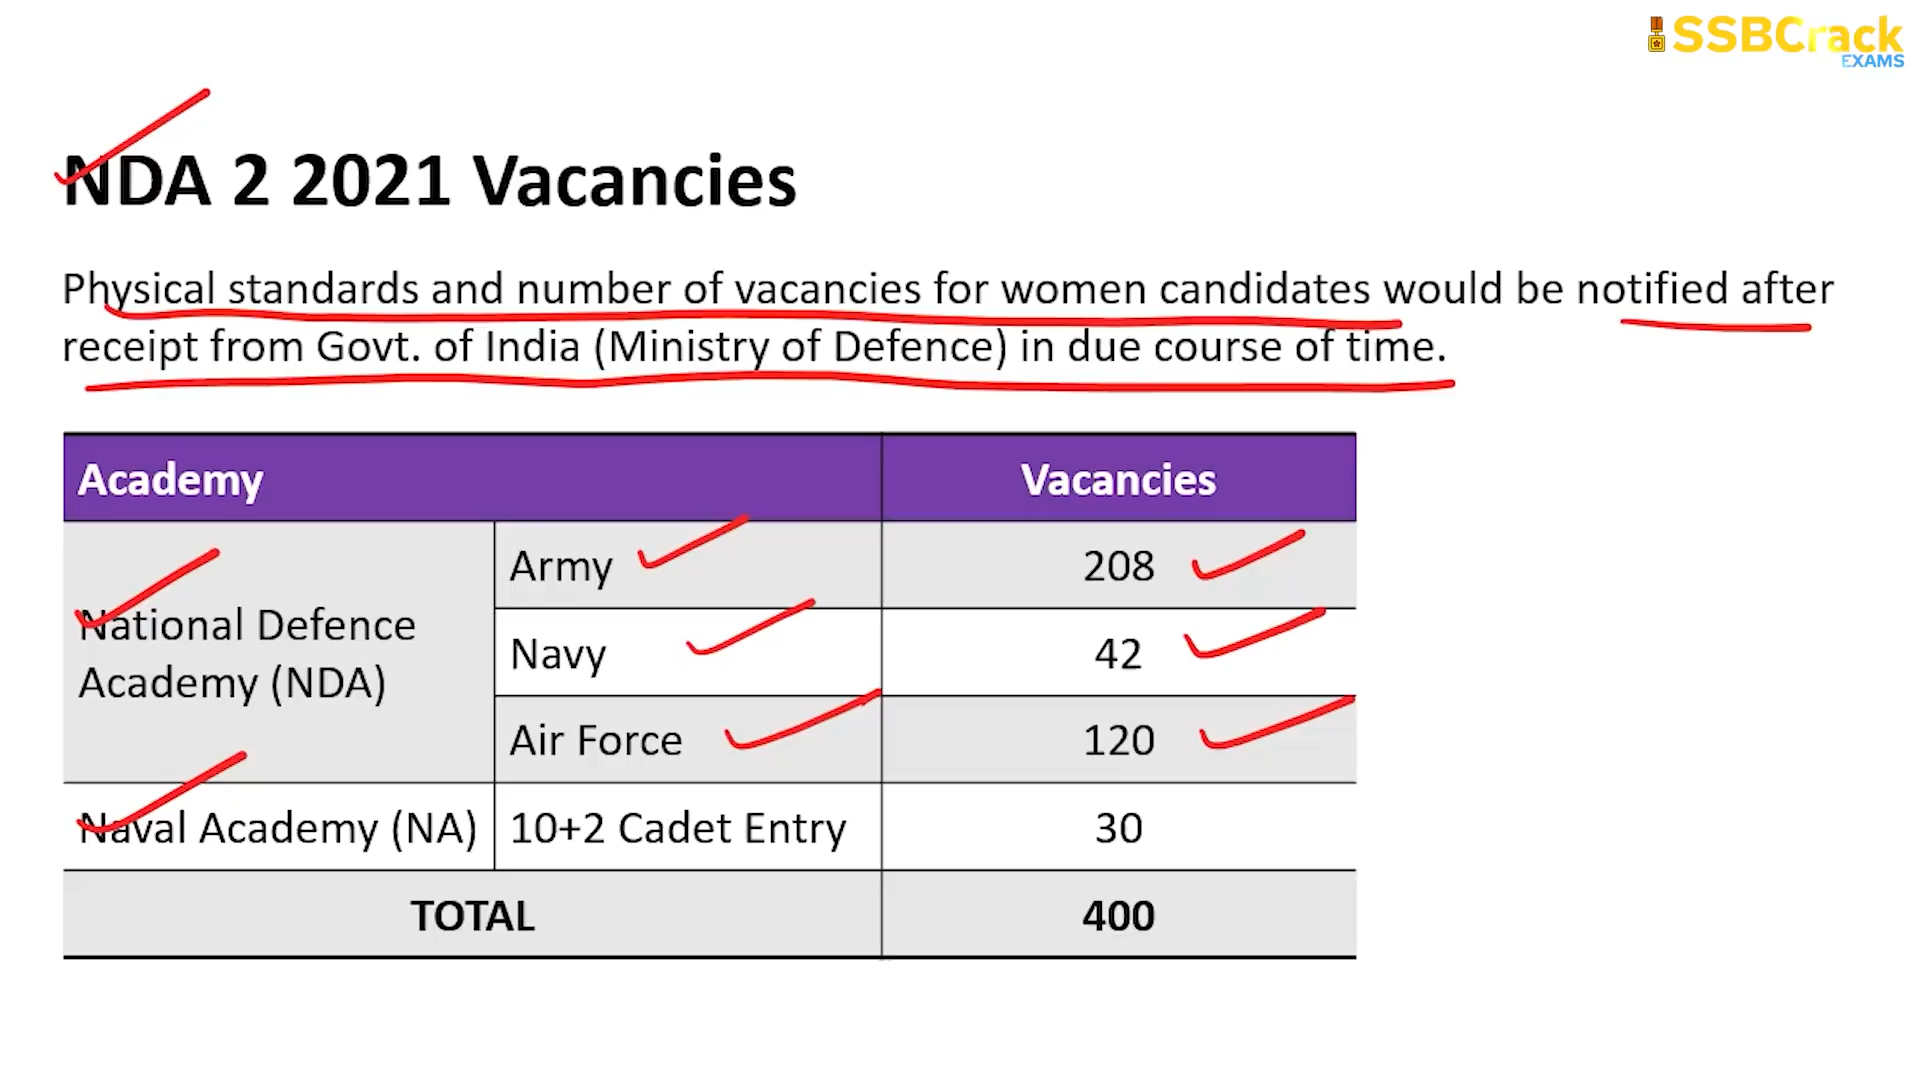 SSBCrack
EXAMS
NDA 2 2021 Vacancies
Physical standards and number of vacancies for women candidates would be notified after
receipt from Govt. of India (Ministry of Defence) in due course of time.
Academy Vacancies
National Defence
Academy (NDA)
Army 208
Navy 42
Air Force 120
Naval Academy (NA) 10+2 Cadet Entry 30
TOTAL 400